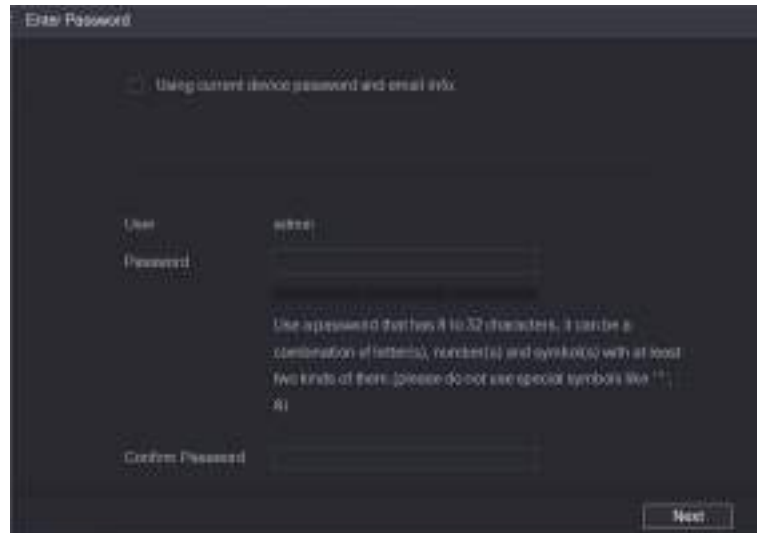 Enter Password
Using current device password and email info.
User admin
Password
Use a password that has 8 to 32 characters, it can be a
combination of letter(s), number(s) and symbol(s) with at least
two kinds of them. (please do not use special symbols like
&)
Confirm Password
Next